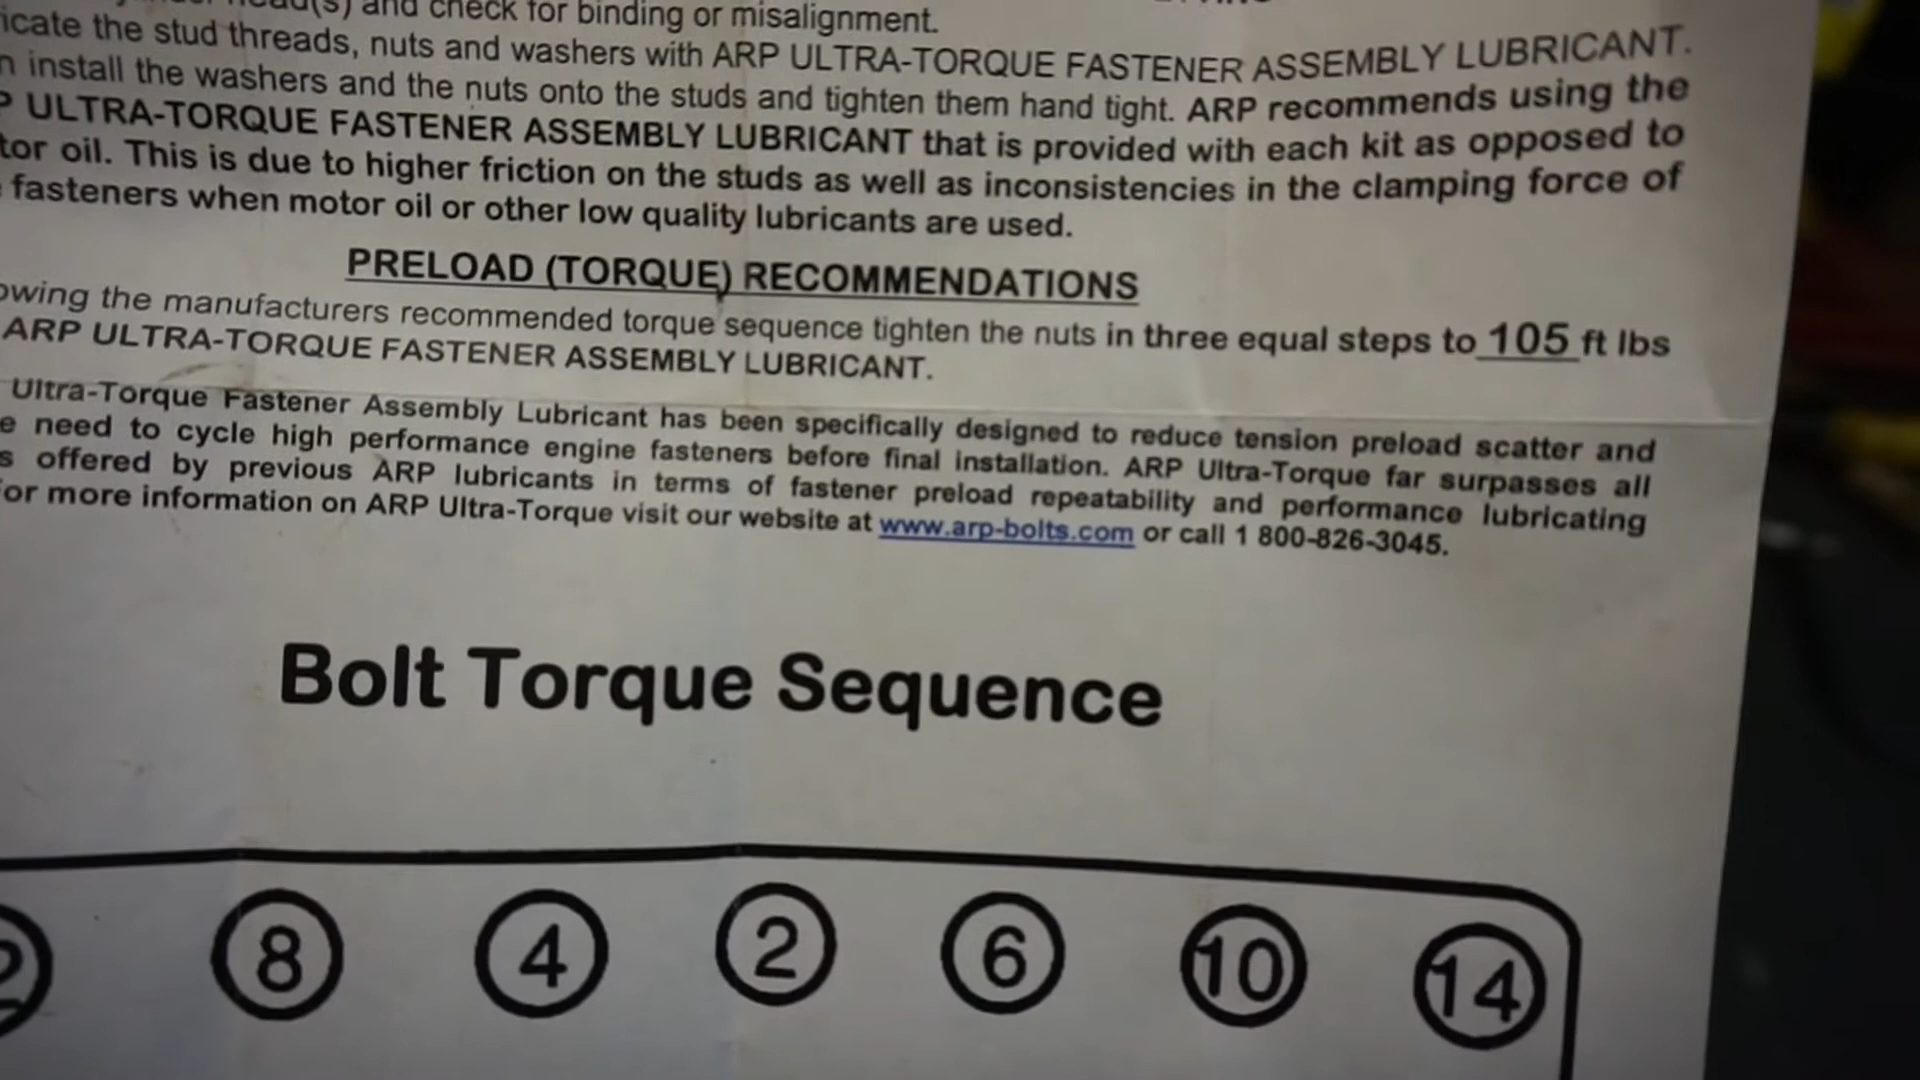 and check for binding or misalignment.
the stud threads, nuts and washers with ARP ULTRA-TORQUE FASTENER ASSEMBLY LUBRICANT.
install the washers and the nuts onto the studs and tighten them hand tight. ARP recommends using the
ULTRA-TORQUE FASTENER ASSEMBLY LUBRICANT that is provided with each kit as opposed to
oil. This is due to higher friction on the studs as well as inconsistencies in the clamping force of
fasteners when motor oil or other low quality lubricants are used.
PRELOAD (TORQUE) RECOMMENDATIONS
the manufacturers recommended torque sequence tighten the nuts in three equal steps to 105 ft lbs
ARP ULTRA-TORQUE FASTENER ASSEMBLY LUBRICANT.
Ultra-Torque Fastener Assembly Lubricant has been specifically designed to reduce tension preload scatter and
need to cycle high performance engine fasteners before final installation. ARP Ultra-Torque far surpasses all
offered by previous ARP lubricants in terms of fastener preload repeatability and performance lubricating
or more information on ARP Ultra-Torque visit our website at www.arp-bolts.com or call 1 800-826-3045.
Bolt Torque Sequence
8 4 2 6 10 14